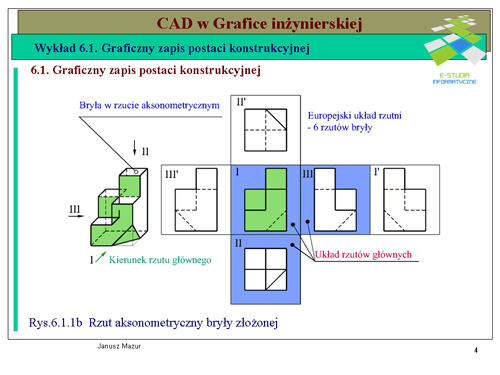 CAD w Grafice inżynierskiej
Wykład 6.1. Graficzny zapis postaci konstrukcyjnej
6.1. Graficzny zapis postaci konstrukcyjnej
E-STUDIA
INFORMATYCZNE
Bryła w rzucie aksonometrycznym
II'
Europejski układ rzutni
- 6 rzutów bryły
II
III'
I
III
I'
III
II
I
Kierunek rzutu głównego
Układ rzutów głównych
Rys.6.1.1b Rzut aksonometryczny bryły złożonej
Janusz Mazur
4